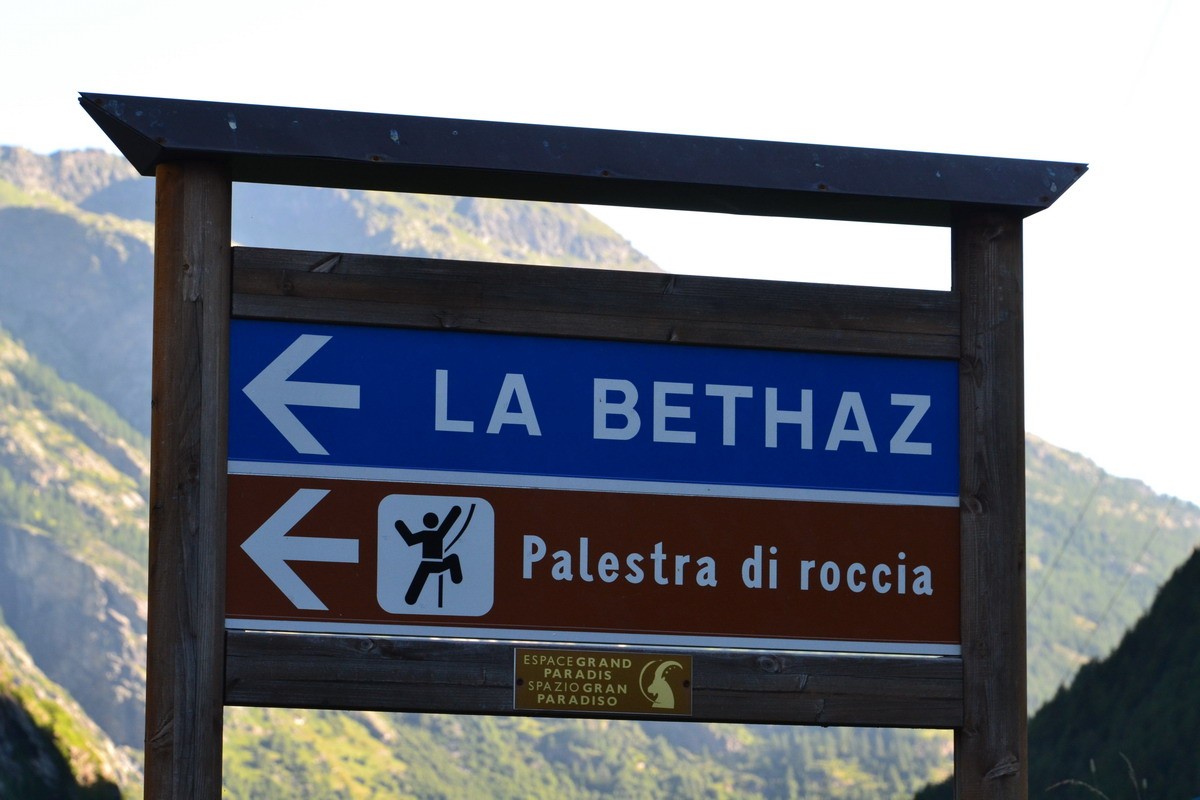 LA BETHAZ
Palestra di roccia
ESPACE GRAND
PARADIS
SPAZIO GRAN
PARADISO